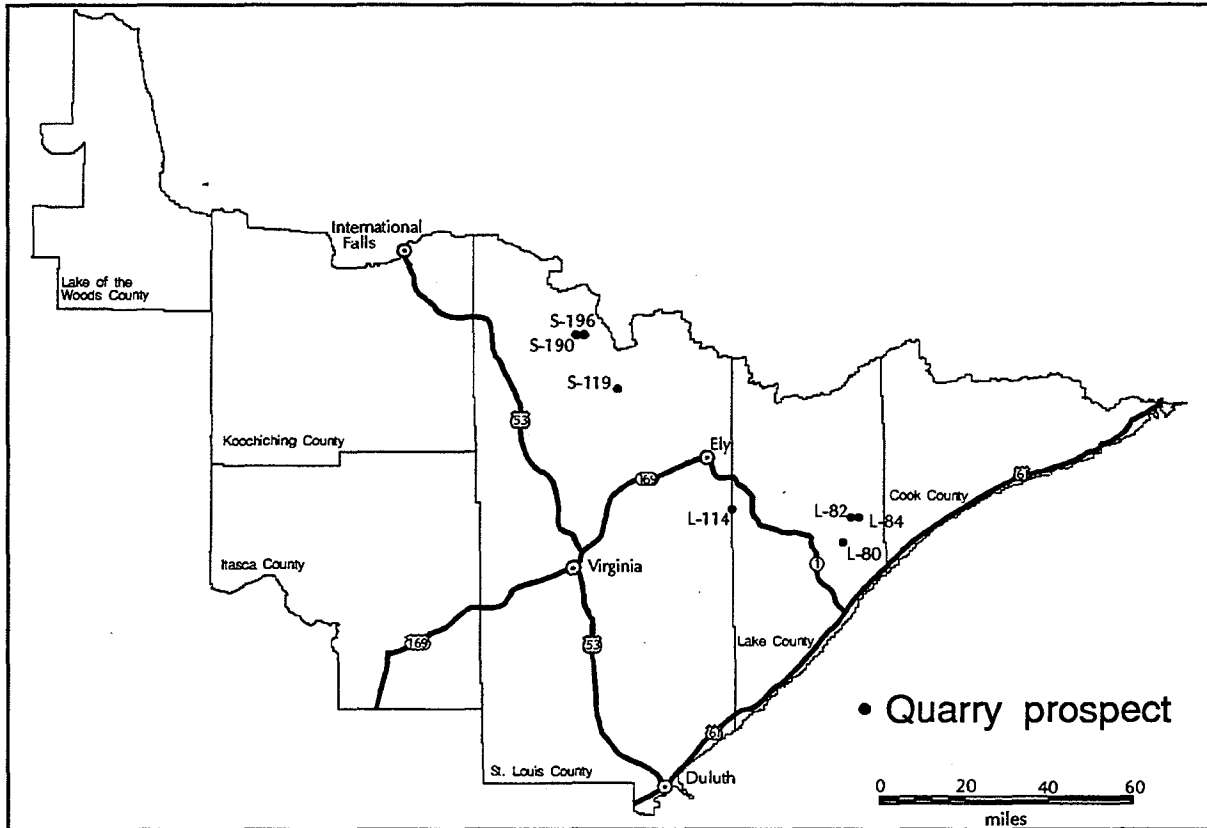 International
Falls
Lake of the
Woods County
S-196
S-190
S-119
53
Koochiching County
Ely
169
Cook County
61
L-82
L-84
L-114
L-80
1
Itasca County
Virginia
169
53
Lake County
• Quarry prospect
61
St. Louis County
Duluth
0 20 40 60
miles